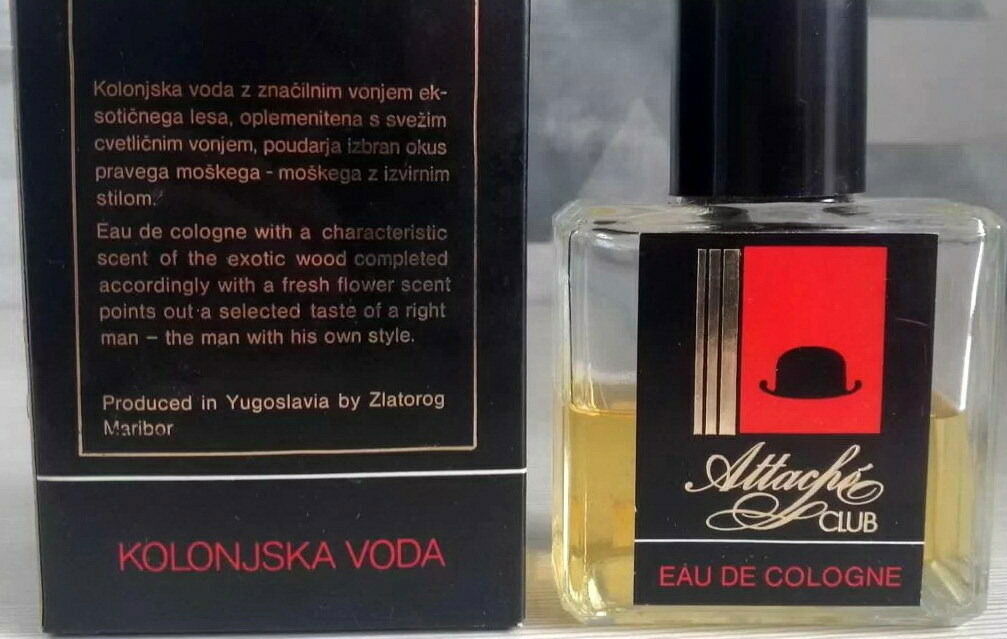 Kolonjska voda z značilnim vonjem ek-
sotičnega lesa, oplemenitena s svežim
cvetličnim vonjem, poudarja izbran okus
pravega moškega - moškega z izvirnim
stilom.
Eau de cologne with a characteristic
scent of the exotic wood completed
accordingly with a fresh flower scent
points out a selected taste of a right
man – the man with his own style.
Produced in Yugoslavia by Zlatorog
Maribor
KOLONJSKA VODA
Attaché
CLUB
EAU DE COLOGNE